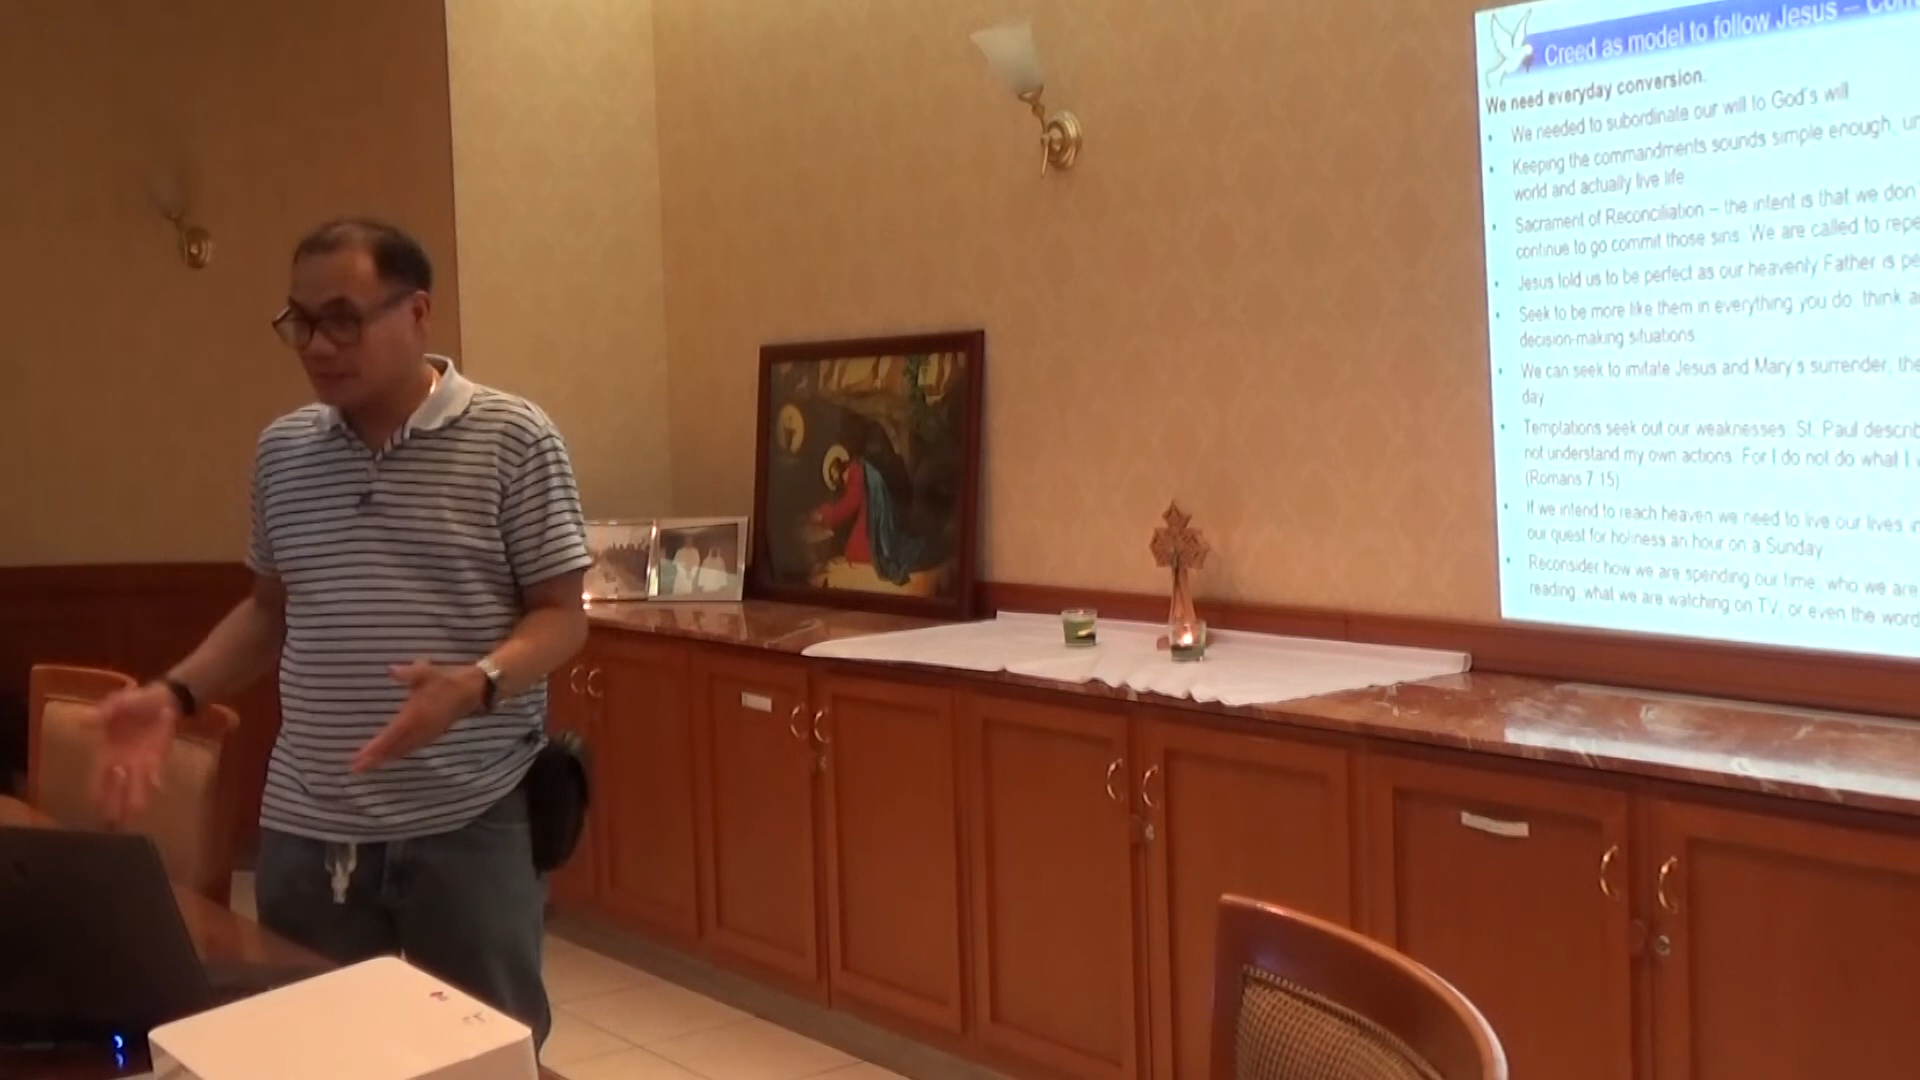 Creed as model to follow Jesus –
We need everyday conversion.
• We needed to subordinate our will to God's will
• Keeping the commandments sounds simple enough,
world and actually live life
• Sacrament of Reconciliation – the intent is that we don
continue to go commit those sins. We are called to
• Jesus told us to be perfect as our heavenly Father is
• Seek to be more like them in everything you do, think
decision-making situations
• We can seek to imitate Jesus and Mary's surrender,
day
• Temptations seek out our weaknesses. St. Paul
not understand my own actions. For I do not do what I
(Romans 7:15)
• If we intend to reach heaven we need to live our lives
our quest for holiness an hour on a Sunday
• Reconsider how we are spending our time, who we are
reading, what we are watching on TV, or even the